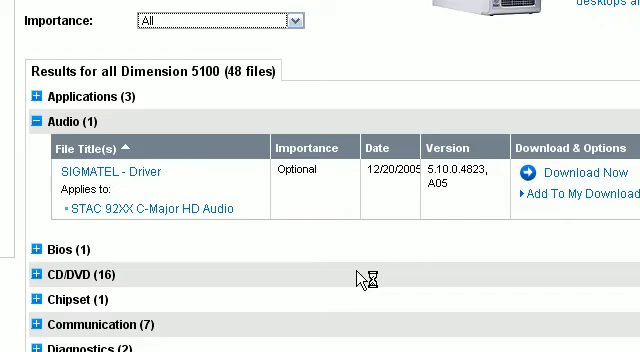 desktops
Importance:
All
Results for all Dimension 5100 (48 files)
Applications (3)
Audio (1)
File Title(s) Importance Date Version Download & Options
SIGMATEL - Driver Optional 12/20/2005 5.10.0.4823, A05 Download Now
Applies to: Add To My Download
STAC 92XX C-Major HD Audio
Bios (1)
CD/DVD (16)
Chipset (1)
Communication (7)
Diagnostics (2)